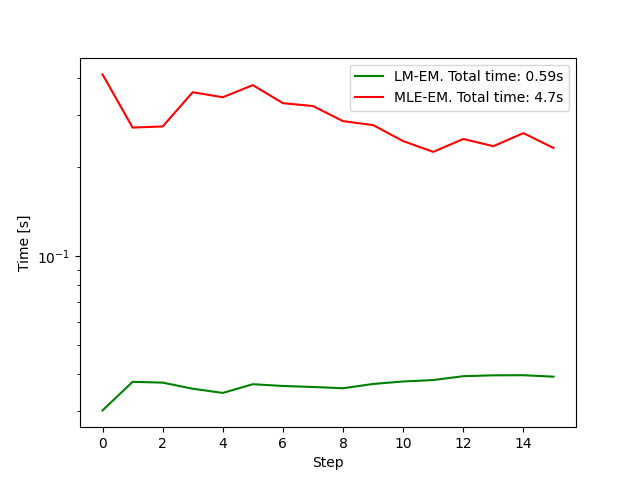 LM-EM. Total time: 0.59s
MLE-EM. Total time: 4.7s
Time [s]
10⁻¹
0 2 4 6 8 10 12 14
Step